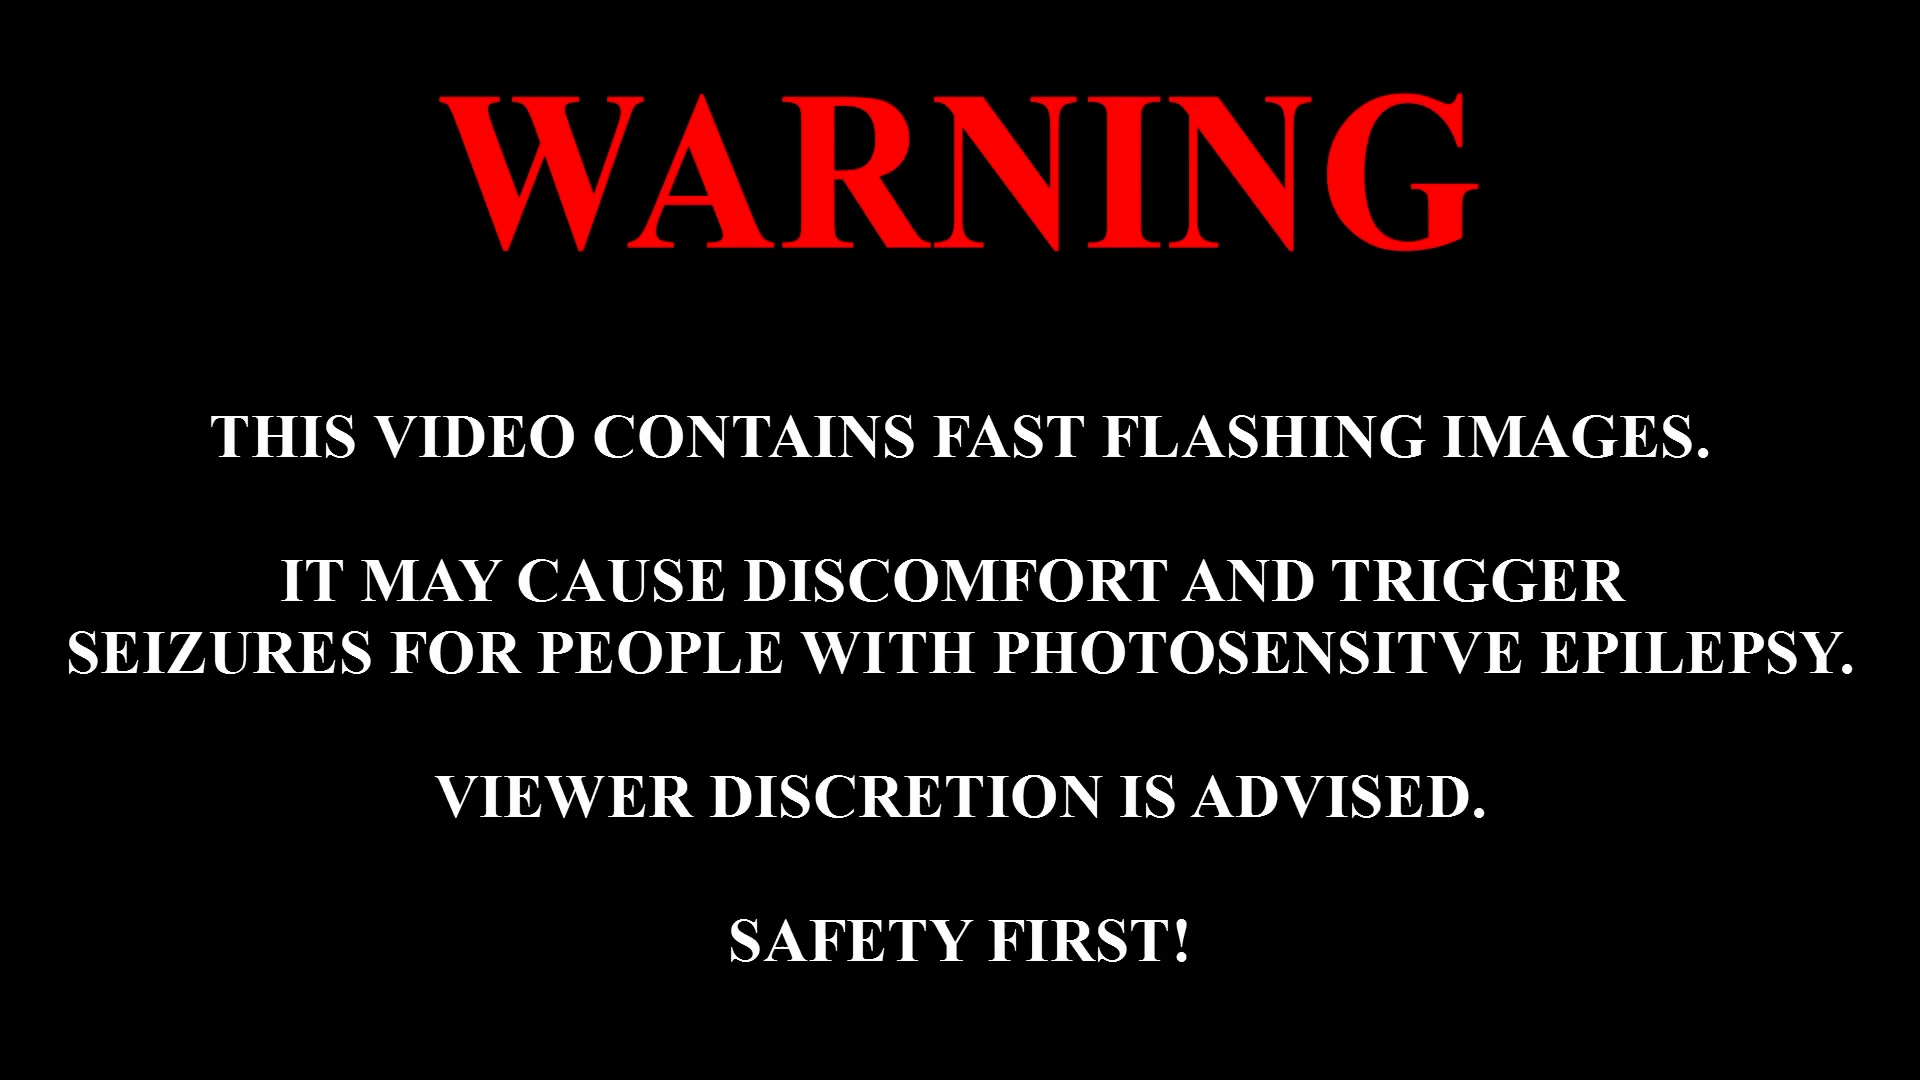 WARNING
THIS VIDEO CONTAINS FAST FLASHING IMAGES.
IT MAY CAUSE DISCOMFORT AND TRIGGER
SEIZURES FOR PEOPLE WITH PHOTOSENSITVE EPILEPSY.
VIEWER DISCRETION IS ADVISED.
SAFETY FIRST!